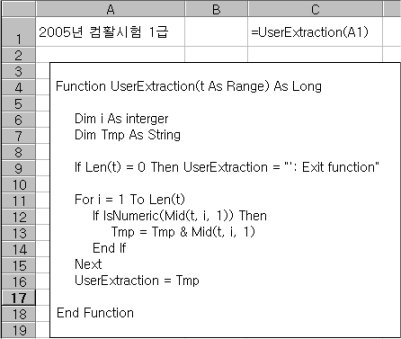 A B C
1 2005년 컴활시험 1급 =UserExtraction(A1)
2
3
4 Function UserExtraction(t As Range) As Long
5
6 Dim i As interger
7 Dim Tmp As String
8
9 If Len(t) = 0 Then UserExtraction = "': Exit function"
10
11 For i = 1 To Len(t)
12 If IsNumeric(Mid(t, i, 1)) Then
13 Tmp = Tmp & Mid(t, i, 1)
14 End If
15 Next
16 UserExtraction = Tmp
17
18 End Function
19